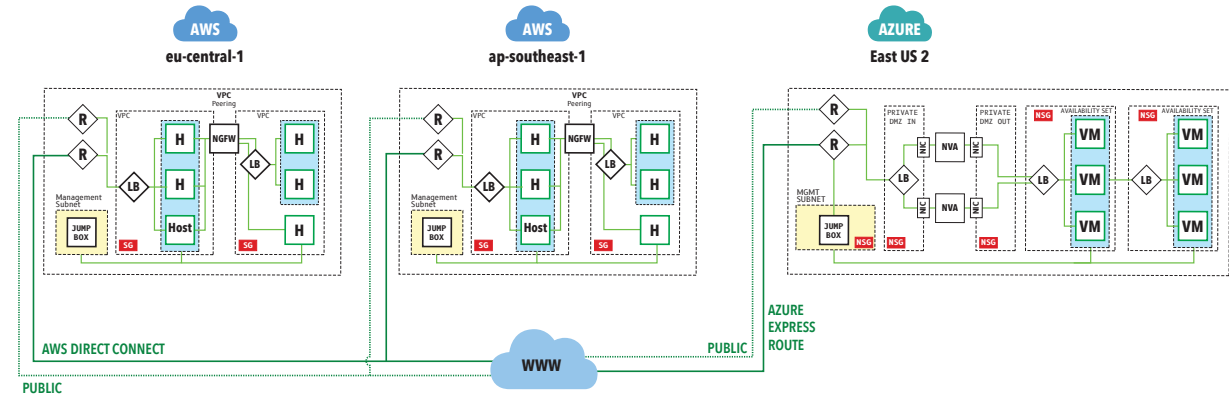 AWS
eu-central-1
VPC
Peering
VPC
VPC
R
R
LB
H
H
Host
NGFW
LB
H
H
H
Management
Subnet
JUMP
BOX
SG
SG
AWS
ap-southeast-1
VPC
Peering
VPC
VPC
R
R
LB
H
H
Host
NGFW
LB
H
H
H
Management
Subnet
JUMP
BOX
SG
SG
AZURE
East US 2
R
R
PRIVATE
DMZ IN
PRIVATE
DMZ OUT
LB
NIC
NVA
NIC
NIC
NVA
NIC
MGMT
SUBNET
JUMP
BOX
NSG
NSG
NSG
AVAILABILITY SET
NSG
LB
VM
VM
VM
AVAILABILITY SET
NSG
LB
VM
VM
VM
AWS DIRECT CONNECT
PUBLIC
WWW
PUBLIC
AZURE
EXPRESS
ROUTE